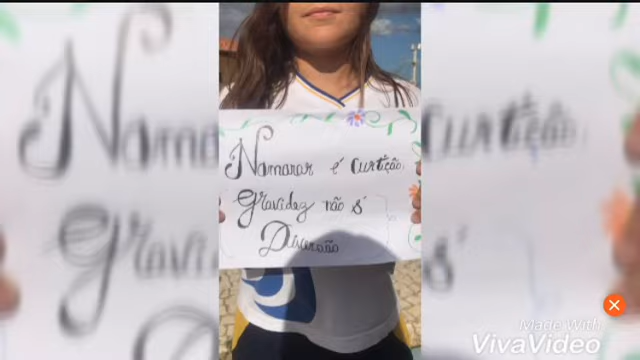 Namorar é curtição.
Gravidez não é
Diversão
Made With
VivaVideo